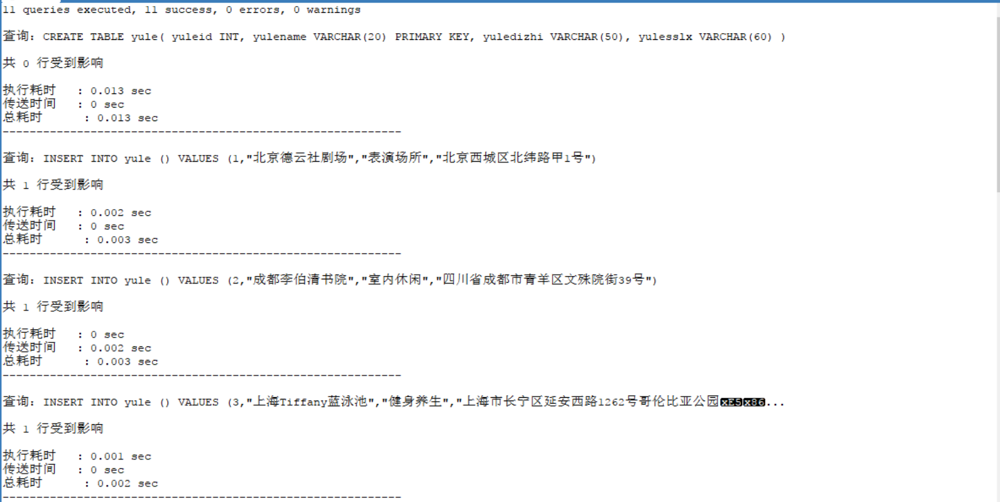 11 queries executed, 11 success, 0 errors, 0 warnings
查询: CREATE TABLE yule( yuleid INT, yulename VARCHAR(20) PRIMARY KEY, yuledizhi VARCHAR(50), yulesslx VARCHAR(60) )
共 0 行受到影响
执行耗时 : 0.013 sec
传送时间 : 0 sec
总耗时 : 0.013 sec
-----------------------------------------------------------
查询: INSERT INTO yule () VALUES (1,"北京德云社剧场","表演场所","北京西城区北纬路甲1号")
共 1 行受到影响
执行耗时 : 0.002 sec
传送时间 : 0 sec
总耗时 : 0.003 sec
-----------------------------------------------------------
查询: INSERT INTO yule () VALUES (2,"成都李伯清书院","室内休闲","四川省成都市青羊区文殊院街39号")
共 1 行受到影响
执行耗时 : 0 sec
传送时间 : 0.002 sec
总耗时 : 0.003 sec
-----------------------------------------------------------
查询: INSERT INTO yule () VALUES (3,"上海Tiffany蓝泳池","健身养生","上海市长宁区延安西路1262号哥伦比亚公园xE5x86...
共 1 行受到影响
执行耗时 : 0.001 sec
传送时间 : 0 sec
总耗时 : 0.002 sec
-----------------------------------------------------------